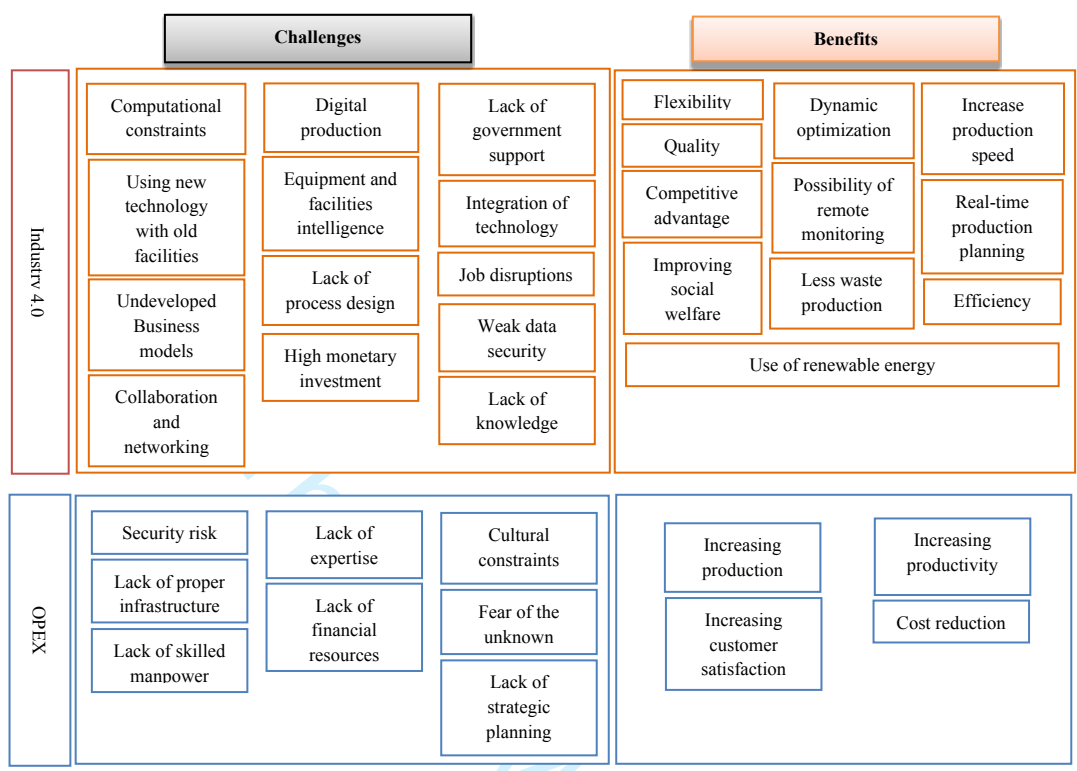 Challenges
Benefits
Industry 4.0
Computational
constraints
Using new
technology
with old
facilities
Undeveloped
Business
models
Collaboration
and
networking
Digital
production
Equipment and
facilities
intelligence
Lack of
process design
High monetary
investment
Lack of
government
support
Integration of
technology
Job disruptions
Weak data
security
Lack of
knowledge
Flexibility
Quality
Competitive
advantage
Improving
social
welfare
Dynamic
optimization
Possibility of
remote
monitoring
Less waste
production
Increase
production
speed
Real-time
production
planning
Efficiency
Use of renewable energy
OPEX
Security risk
Lack of proper
infrastructure
Lack of skilled
manpower
Lack of
expertise
Lack of
financial
resources
Cultural
constraints
Fear of the
unknown
Lack of
strategic
planning
Increasing
production
Increasing
customer
satisfaction
Increasing
productivity
Cost reduction